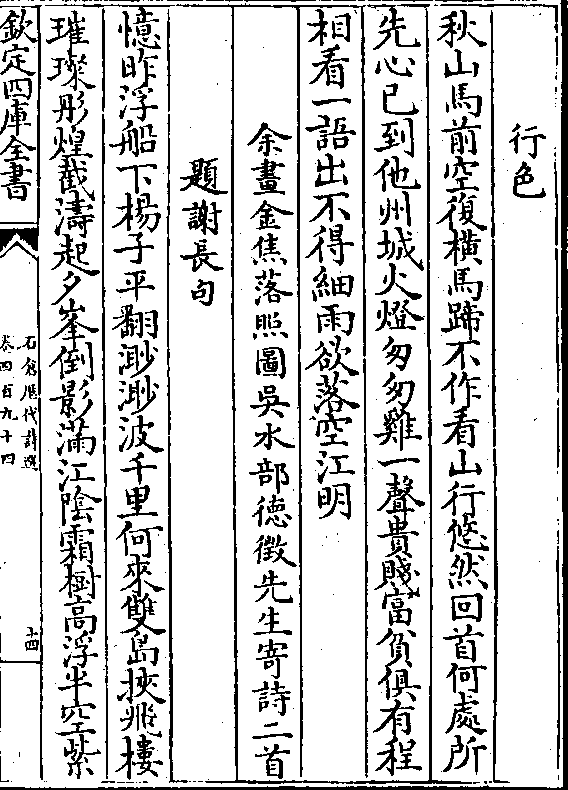 行色
秋山馬前空復橫馬蹄不作看山行悠然回首何處所
先心已到他州城火燈匆匆雞一聲貴賤富貧俱有程
相看一語出不得細雨欲落空江明
余畫金焦落照圖吳水部德徵先生寄詩二首
題謝長句
憶昨浮船下楊子平翻渺渺波千里何來雙島挾飛樓
璀璨彤煌截濤起夕峯倒影滿江陰霜樹高浮半空紫
欽定四庫全書
石倉歷代詩選
卷四百九十四
十四